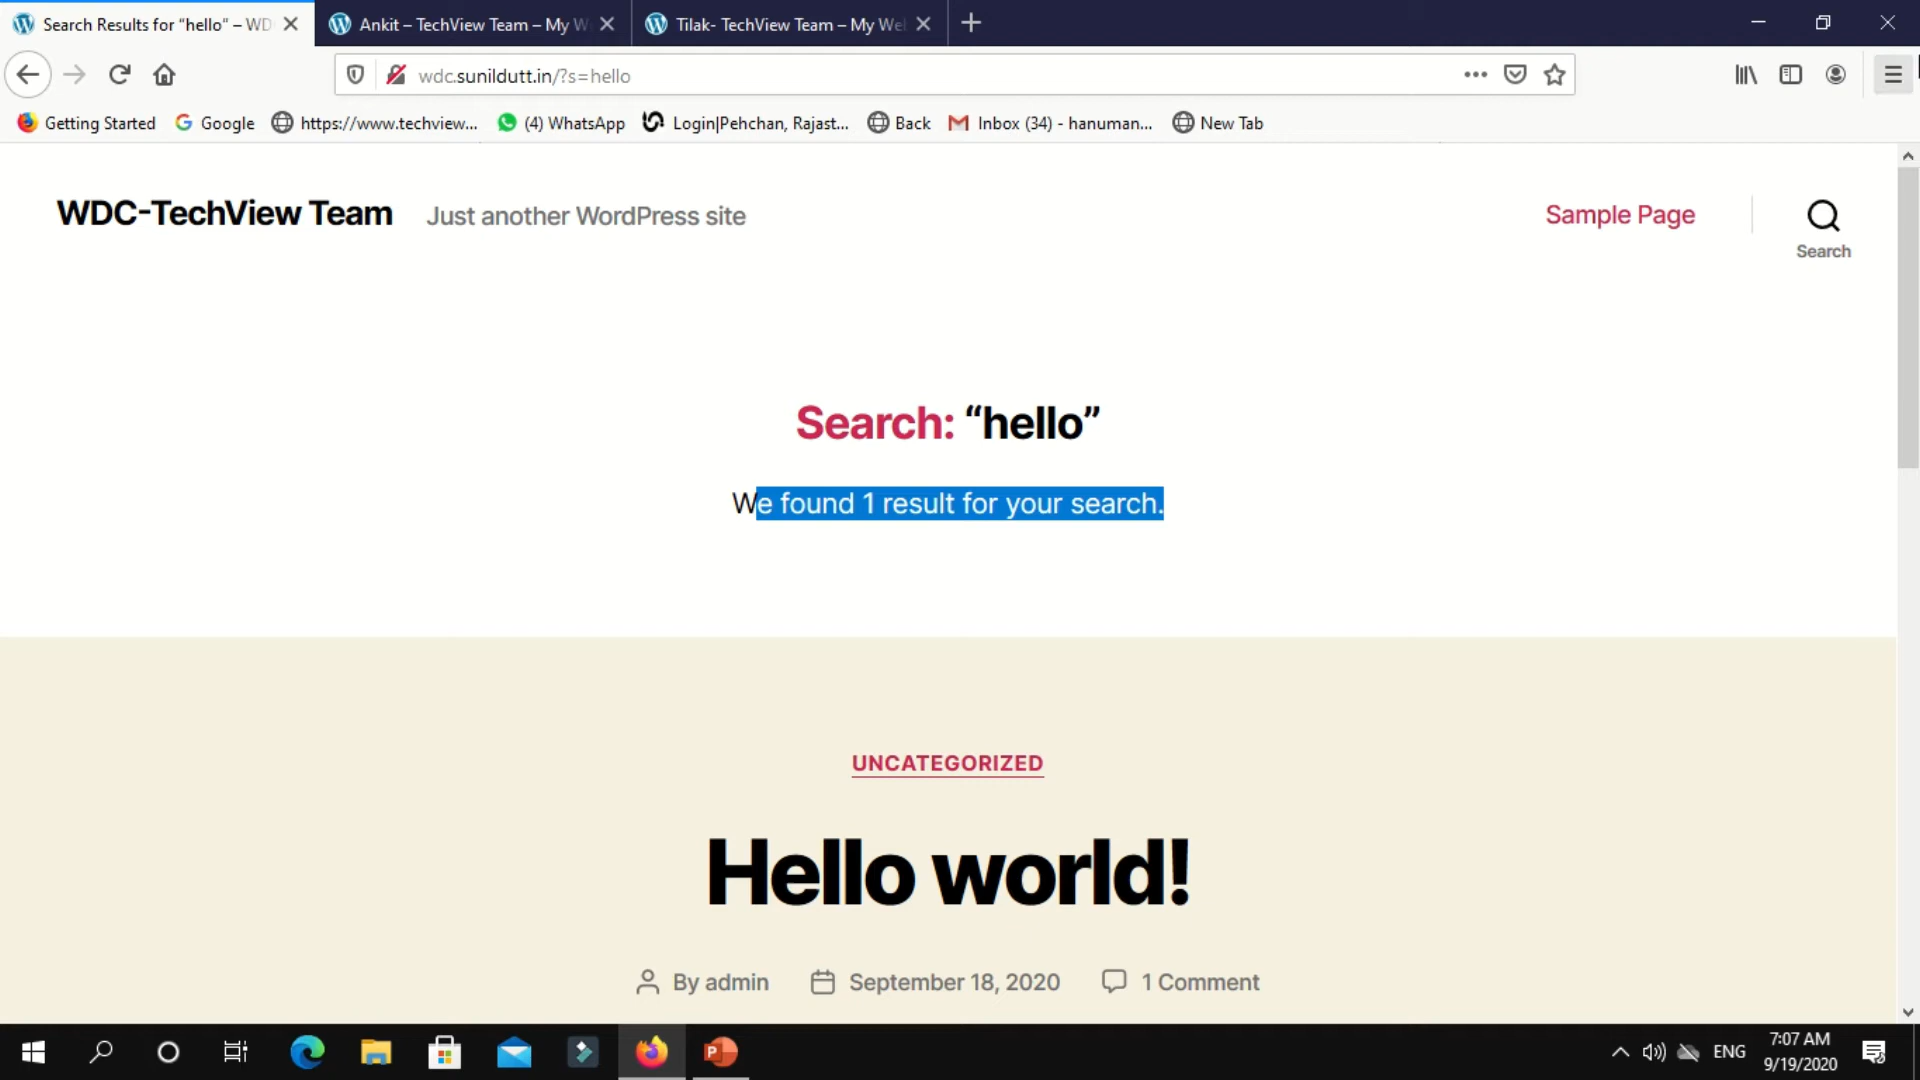 Search Results for “hello” – WD
Ankit – TechView Team – My W
Tilak- TechView Team – My We
wdc.sunildutt.in/?s=hello
Getting Started
Google
https://www.techview...
(4) WhatsApp
Login|Pehchan, Rajast...
Back
Inbox (34) - hanuman...
New Tab
WDC-TechView Team
Just another WordPress site
Sample Page
Search
Search: “hello”
We found 1 result for your search.
UNCATEGORIZED
Hello world!
By admin
September 18, 2020
1 Comment
ENG
7:07 AM
9/19/2020